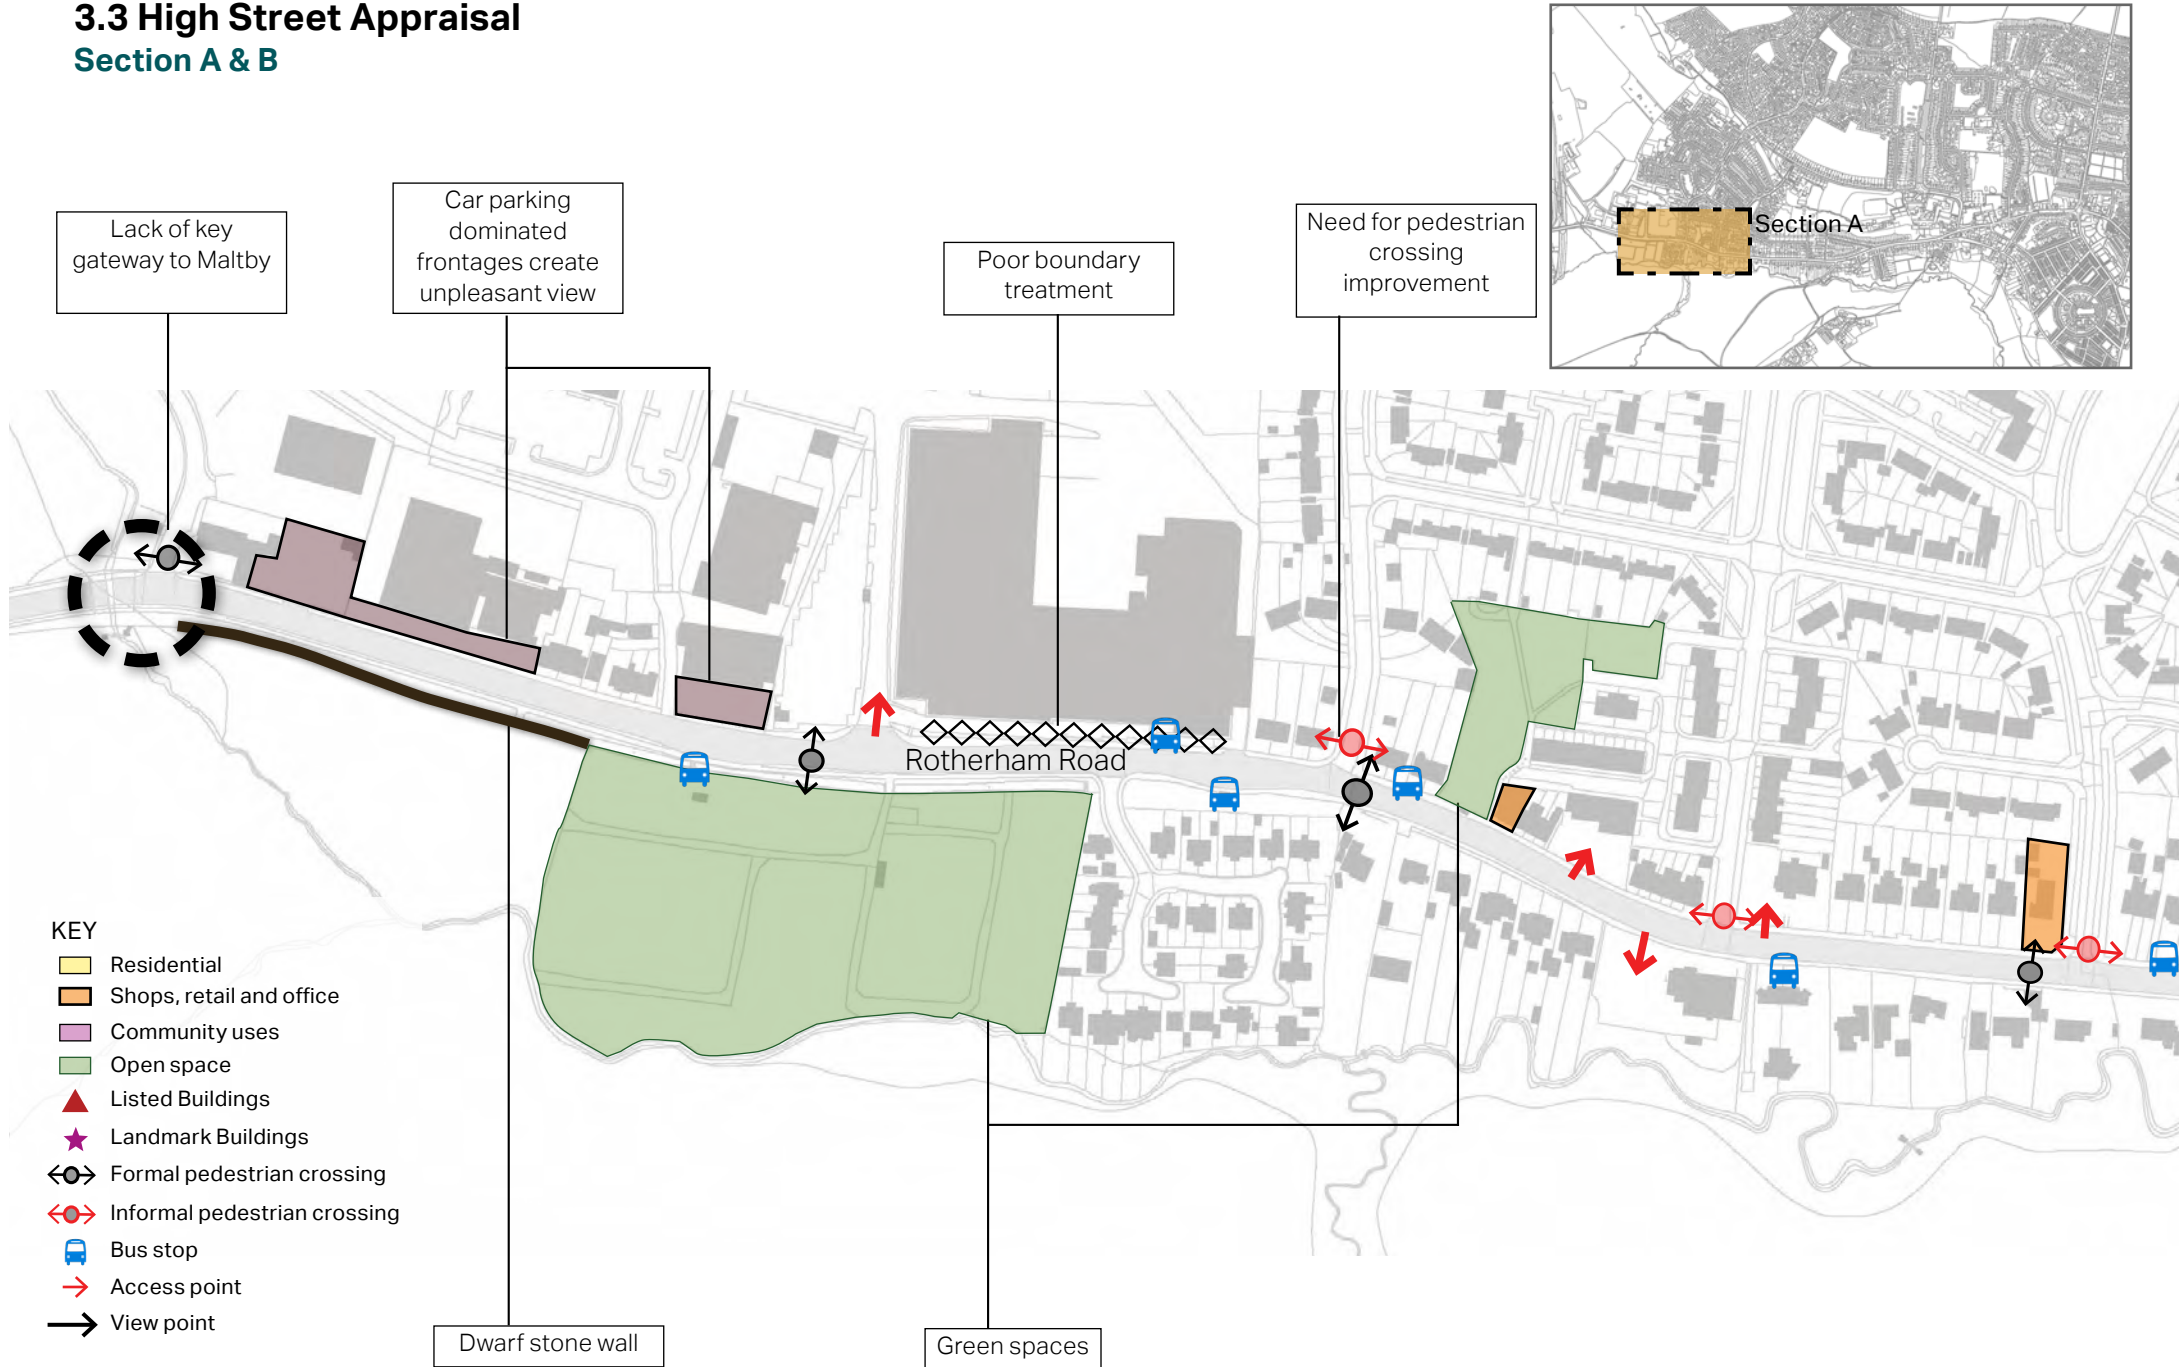 3.3 High Street Appraisal
Section A & B
Lack of key
gateway to Maltby
Car parking
dominated
frontages create
unpleasant view
Poor boundary
treatment
Need for pedestrian
crossing
improvement
Section A
Rotherham Road
KEY
Residential
Shops, retail and office
Community uses
Open space
Listed Buildings
Landmark Buildings
Formal pedestrian crossing
Informal pedestrian crossing
Bus stop
Access point
View point
Dwarf stone wall
Green spaces